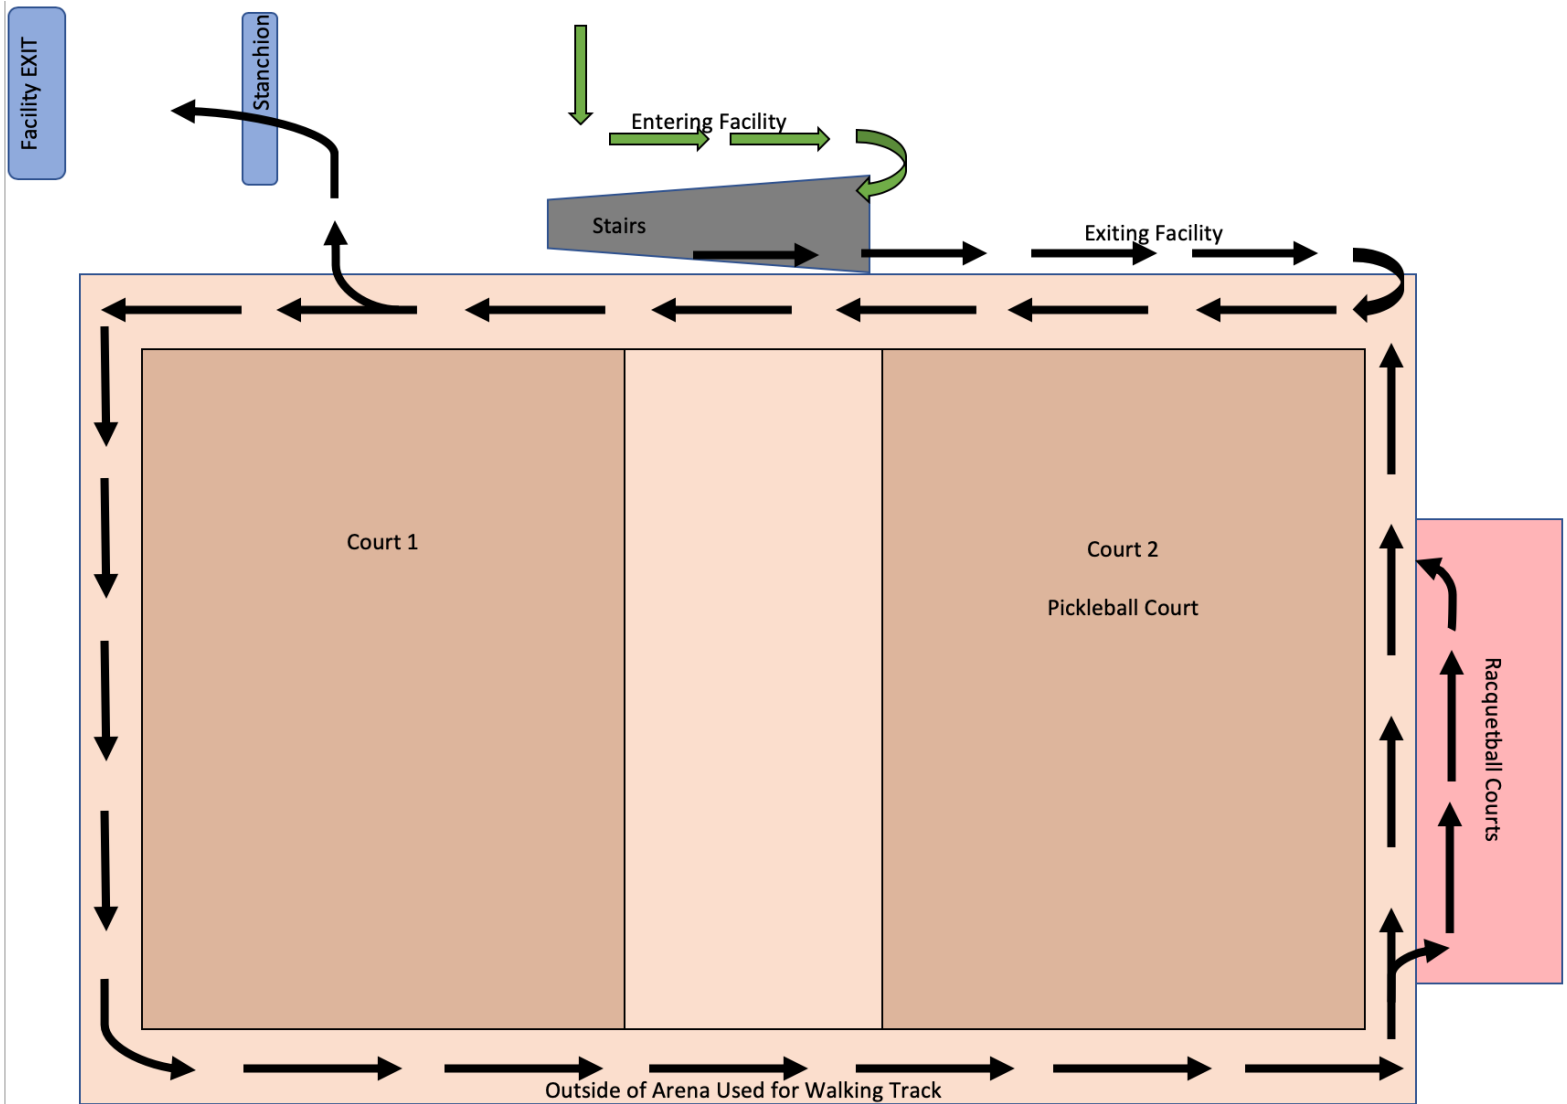 Facility EXIT
Stanchion
Entering Facility
Stairs
Exiting Facility
Court 1
Court 2
Pickleball Court
Racquetball Courts
Outside of Arena Used for Walking Track